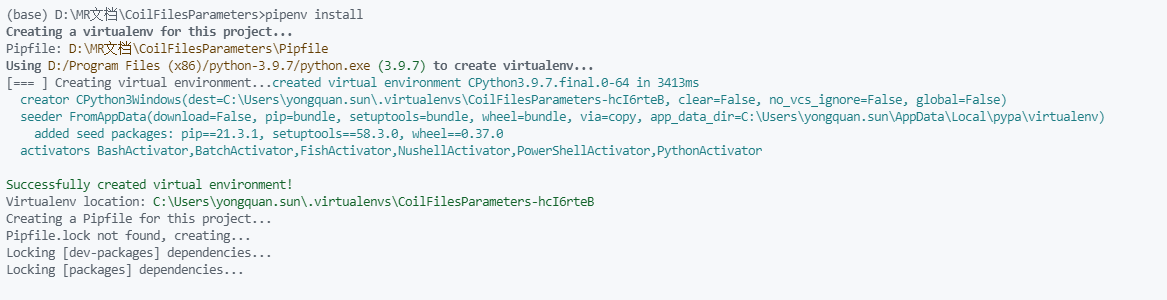 (base) D:\MR文档\CoilFilesParameters>pipenv install
Creating a virtualenv for this project...
Pipfile: D:\MR文档\CoilFilesParameters\Pipfile
Using D:/Program Files (x86)/python-3.9.7/python.exe (3.9.7) to create virtualenv...
[=== ] Creating virtual environment...created virtual environment CPython3.9.7.final.0-64 in 3413ms
creator CPython3Windows(dest=C:\Users\yongquan.sun\.virtualenvs\CoilFilesParameters-hcI6rteB, clear=False, no_vcs_ignore=False, global=False)
seeder FromAppData(download=False, pip=bundle, setuptools=bundle, wheel=bundle, via=copy, app_data_dir=C:\Users\yongquan.sun\AppData\Local\pypa\virtualenv)
added seed packages: pip==21.3.1, setuptools==58.3.0, wheel==0.37.0
activators BashActivator,BatchActivator,FishActivator,NushellActivator,PowerShellActivator,PythonActivator
Successfully created virtual environment!
Virtualenv location: C:\Users\yongquan.sun\.virtualenvs\CoilFilesParameters-hcI6rteB
Creating a Pipfile for this project...
Pipfile.lock not found, creating...
Locking [dev-packages] dependencies...
Locking [packages] dependencies...